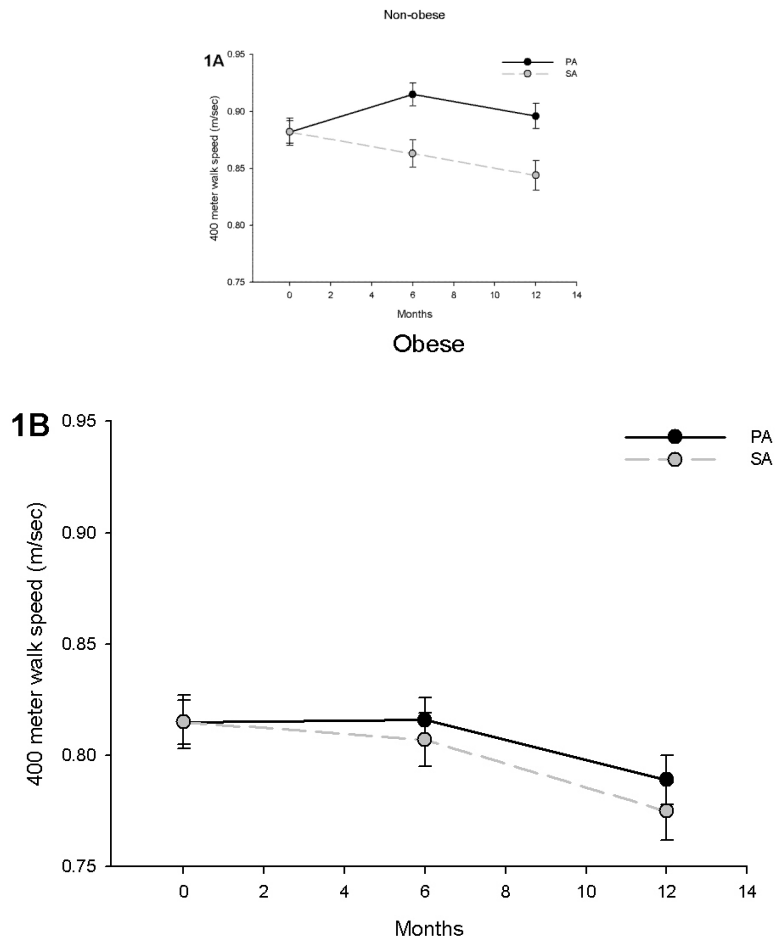 Non-obese
1A
PA
SA
0.95
0.90
0.85
0.80
0.75
400 meter walk speed (m/sec)
0 2 4 6 8 10 12 14
Months
Obese
1B
PA
SA
0.95
0.90
0.85
0.80
0.75
400 meter walk speed (m/sec)
0 2 4 6 8 10 12 14
Months